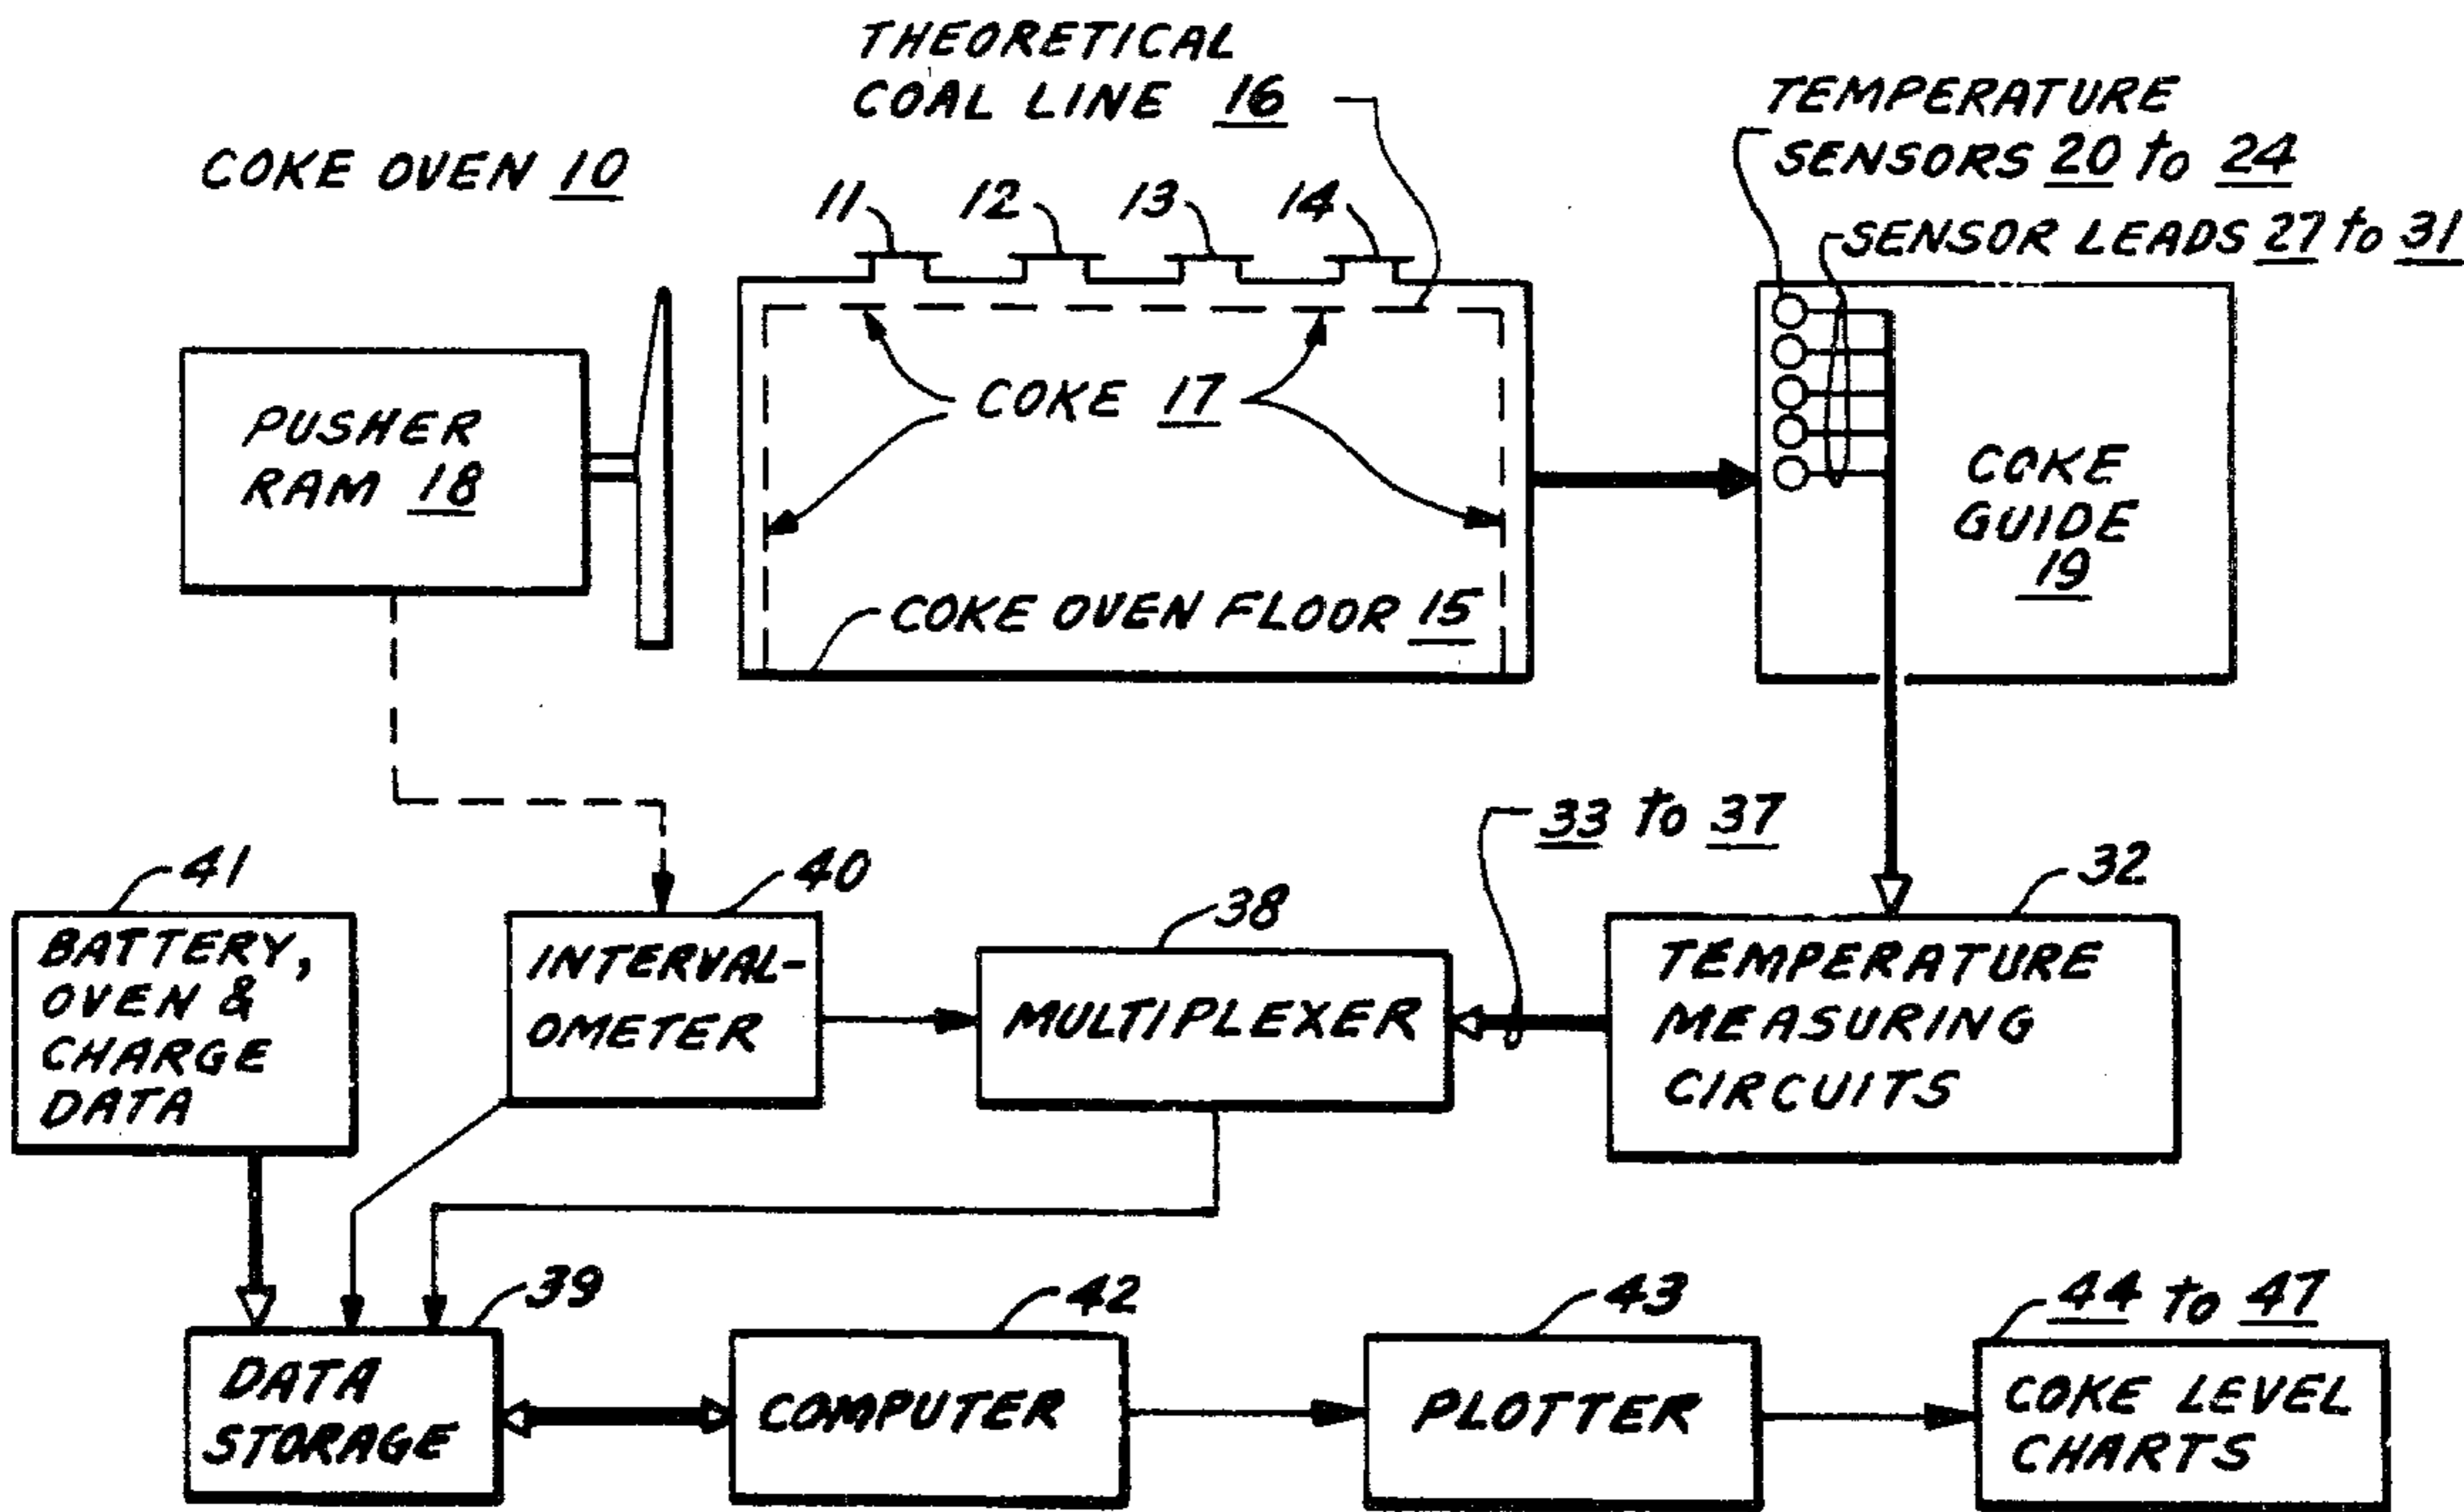 THEORETICAL
COAL LINE 16
COKE OVEN 10
TEMPERATURE
SENSORS 20 to 24
SENSOR LEADS 27 to 31
11
12
13
14
PUSHER
RAM 18
COKE 17
COKE OVEN FLOOR 15
COKE
GUIDE
19
33 to 37
41
40
38
32
BATTERY,
OVEN &
CHARGE
DATA
INTERVAL-
OMETER
MULTIPLEXER
TEMPERATURE
MEASURING
CIRCUITS
39
42
43
44 to 47
DATA
STORAGE
COMPUTER
PLOTTER
COKE LEVEL
CHARTS